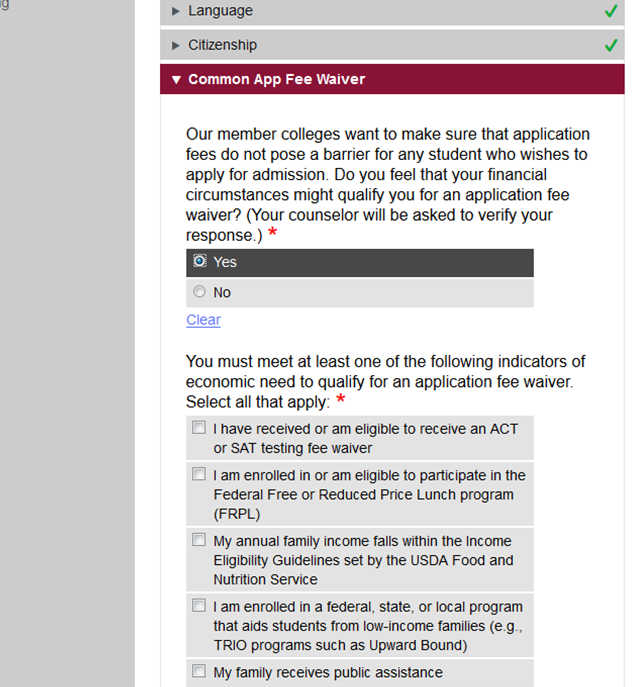 Language
Citizenship
Common App Fee Waiver
Our member colleges want to make sure that application
fees do not pose a barrier for any student who wishes to
apply for admission. Do you feel that your financial
circumstances might qualify you for an application fee
waiver? (Your counselor will be asked to verify your
response.) *
Yes
No
Clear
You must meet at least one of the following indicators of
economic need to qualify for an application fee waiver.
Select all that apply: *
I have received or am eligible to receive an ACT
or SAT testing fee waiver
I am enrolled in or am eligible to participate in the
Federal Free or Reduced Price Lunch program
(FRPL)
My annual family income falls within the Income
Eligibility Guidelines set by the USDA Food and
Nutrition Service
I am enrolled in a federal, state, or local program
that aids students from low-income families (e.g.,
TRIO programs such as Upward Bound)
My family receives public assistance